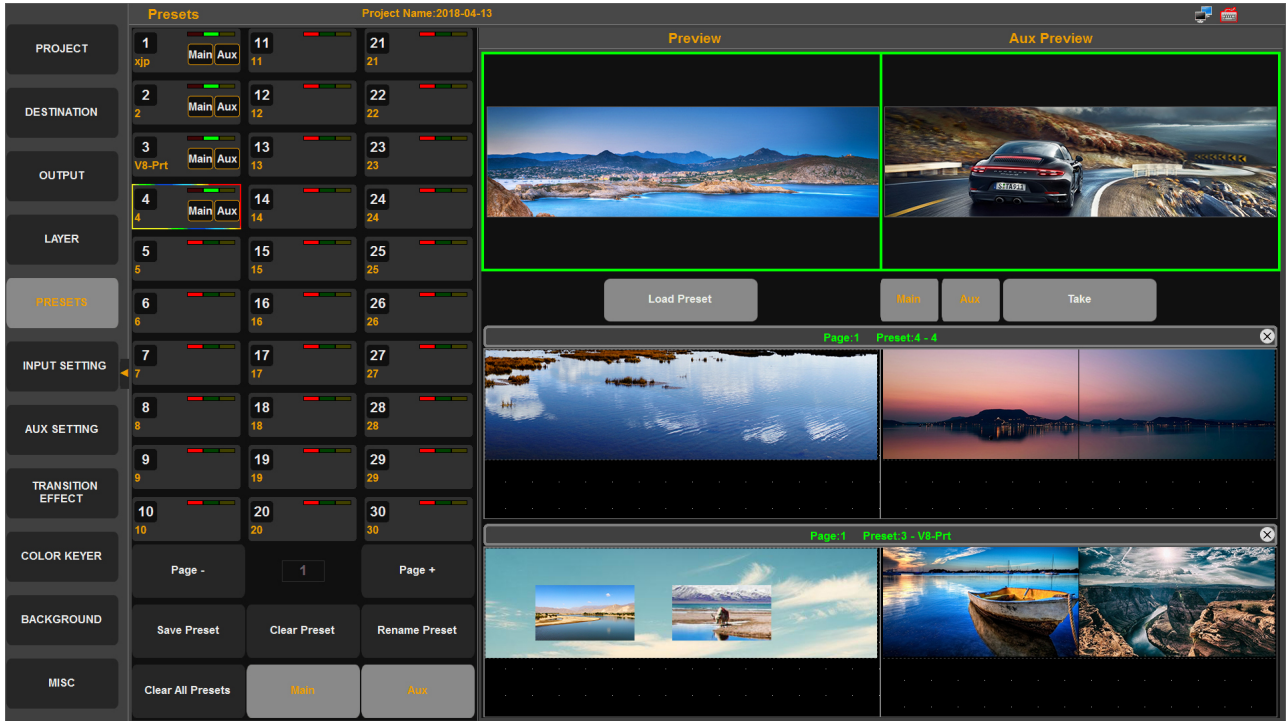 Presets
Project Name:2018-04-13
PROJECT
DESTINATION
OUTPUT
LAYER
PRESETS
INPUT SETTING
AUX SETTING
TRANSITION
EFFECT
COLOR KEYER
BACKGROUND
MISC
1
Main Aux
xjp
11
11
21
21
2
Main Aux
2
12
12
22
22
3
Main Aux
V8-Prt
13
13
23
23
4
Main Aux
4
14
14
24
24
5
5
15
15
25
25
6
6
16
16
26
26
7
7
17
17
27
27
8
8
18
18
28
28
9
9
19
19
29
29
10
10
20
20
30
30
Page -
1
Page +
Save Preset
Clear Preset
Rename Preset
Clear All Presets
Main
Aux
Preview
Aux Preview
Load Preset
Main
Aux
Take
Page:1 Preset:4 - 4
Page:1 Preset:3 - V8-Prt